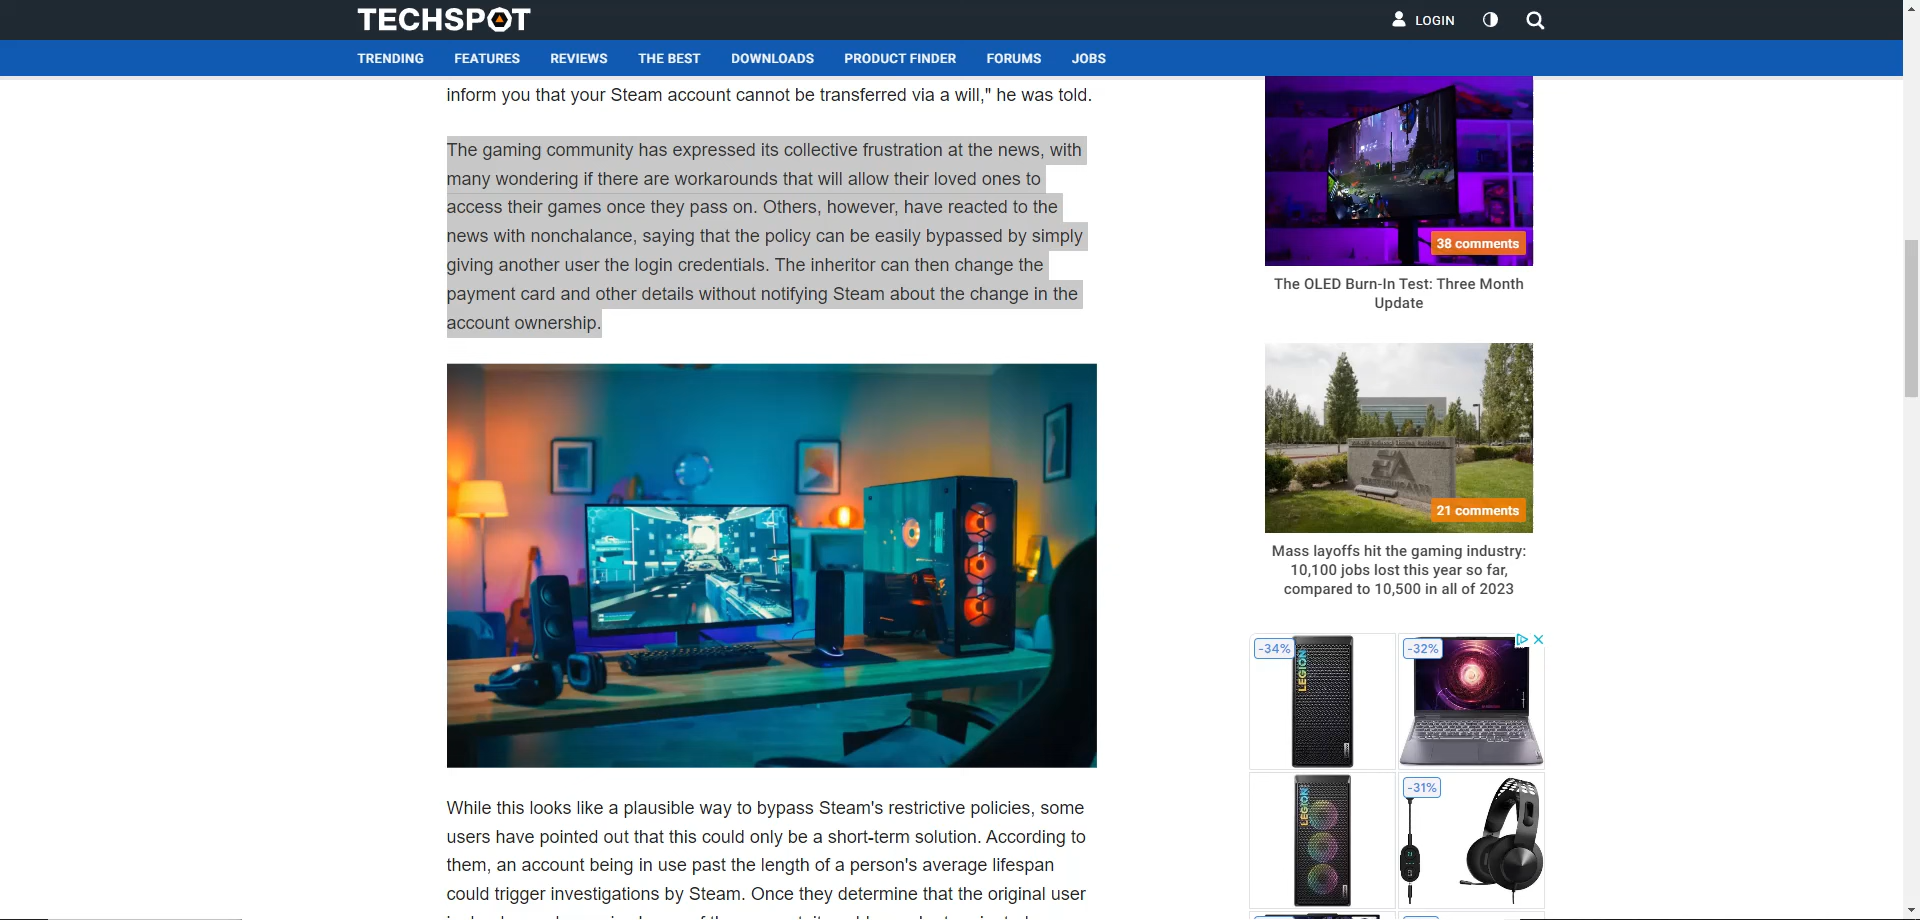 TECHSPOT
LOGIN
TRENDING FEATURES REVIEWS THE BEST DOWNLOADS PRODUCT FINDER FORUMS JOBS
inform you that your Steam account cannot be transferred via a will," he was told.
The gaming community has expressed its collective frustration at the news, with
many wondering if there are workarounds that will allow their loved ones to
access their games once they pass on. Others, however, have reacted to the
news with nonchalance, saying that the policy can be easily bypassed by simply
giving another user the login credentials. The inheritor can then change the
payment card and other details without notifying Steam about the change in the
account ownership.
While this looks like a plausible way to bypass Steam's restrictive policies, some
users have pointed out that this could only be a short-term solution. According to
them, an account being in use past the length of a person's average lifespan
could trigger investigations by Steam. Once they determine that the original user
38 comments
The OLED Burn-In Test: Three Month
Update
EA
21 comments
Mass layoffs hit the gaming industry:
10,100 jobs lost this year so far,
compared to 10,500 in all of 2023
-34%
LEGION
-32%
LEGION
-31%